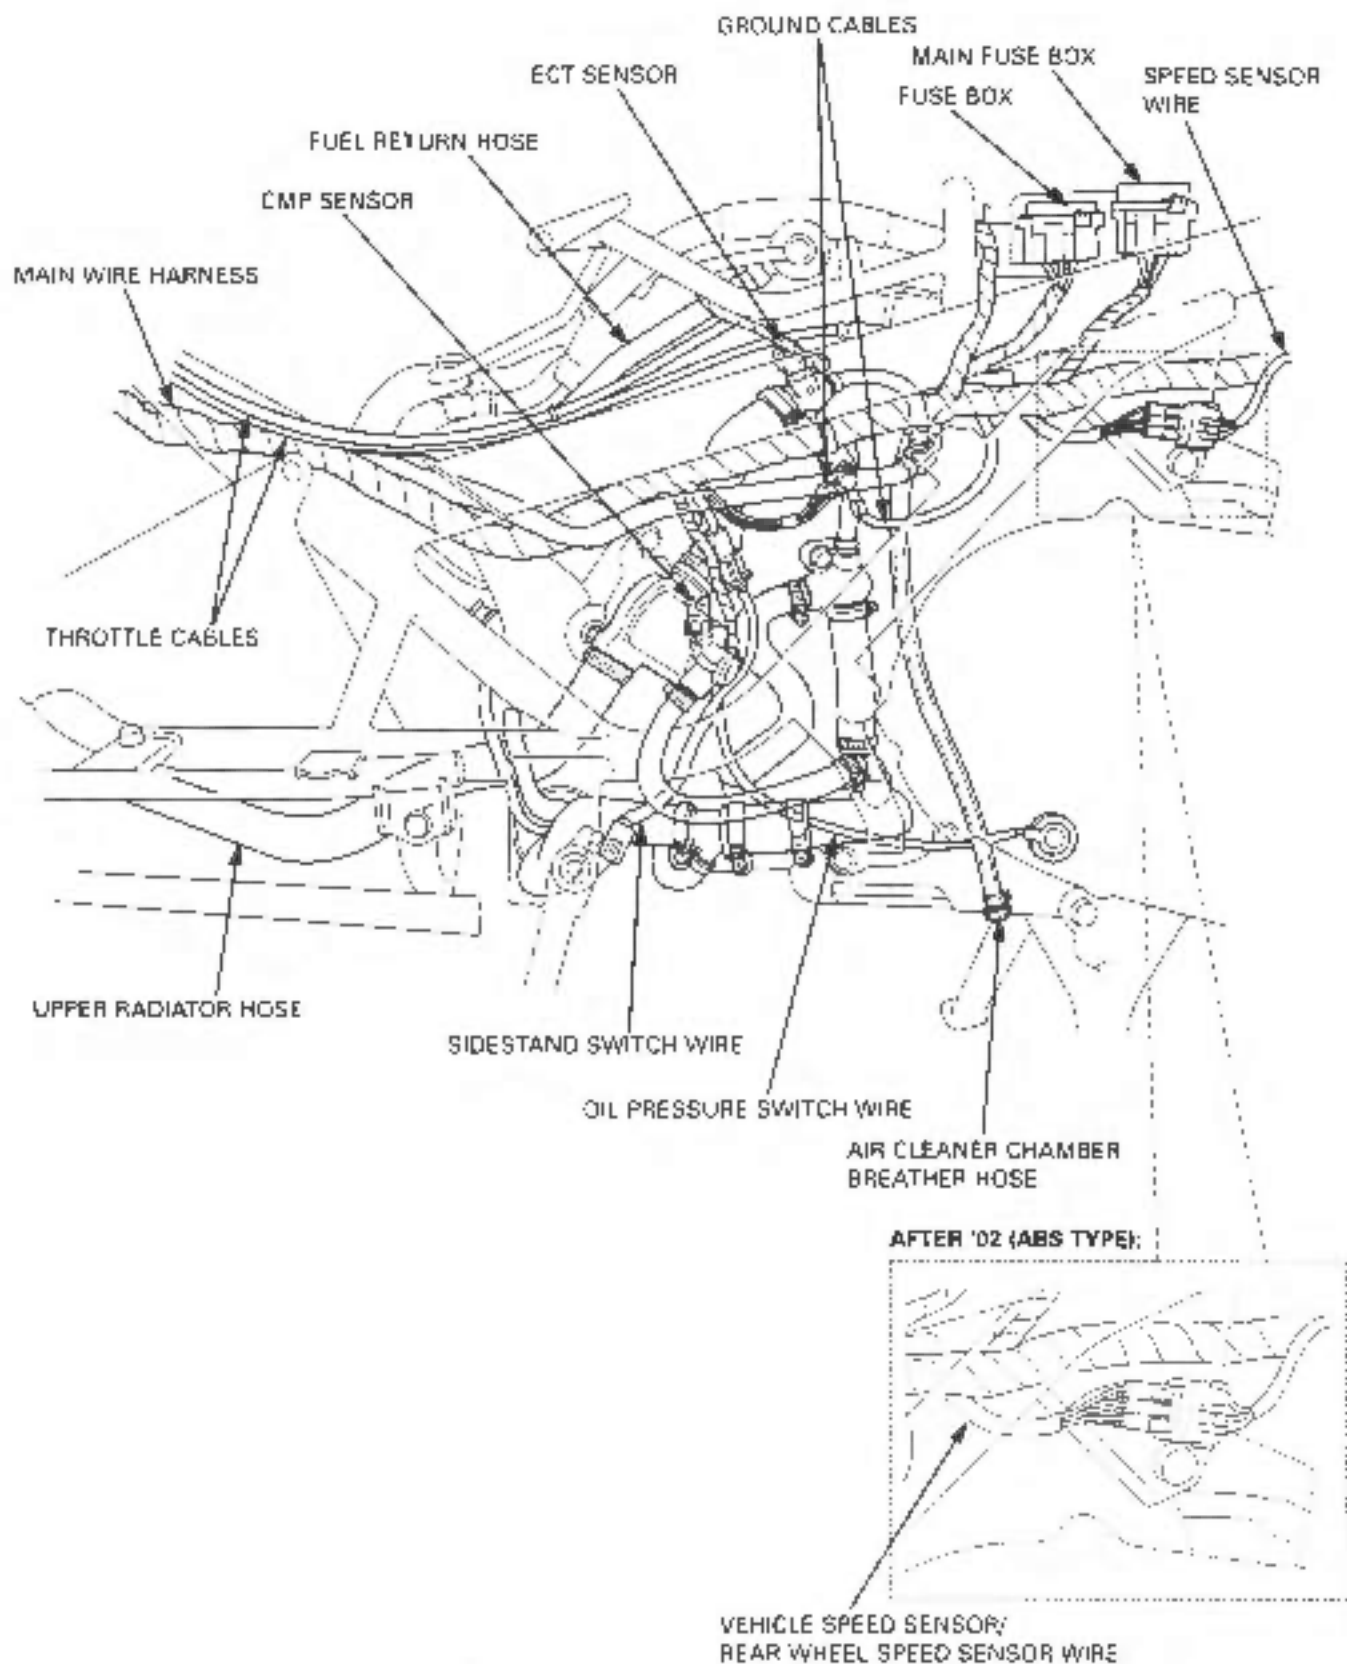 GROUND CABLES
MAIN FUSE BOX
ECT SENSOR
FUSE BOX
SPEED SENSOR
WIRE
FUEL RETURN HOSE
CMP SENSOR
MAIN WIRE HARNESS
THROTTLE CABLES
UPPER RADIATOR HOSE
SIDESTAND SWITCH WIRE
OIL PRESSURE SWITCH WIRE
AIR CLEANER CHAMBER
BREATHER HOSE
AFTER '02 (ABS TYPE):
VEHICLE SPEED SENSOR/
REAR WHEEL SPEED SENSOR WIRE